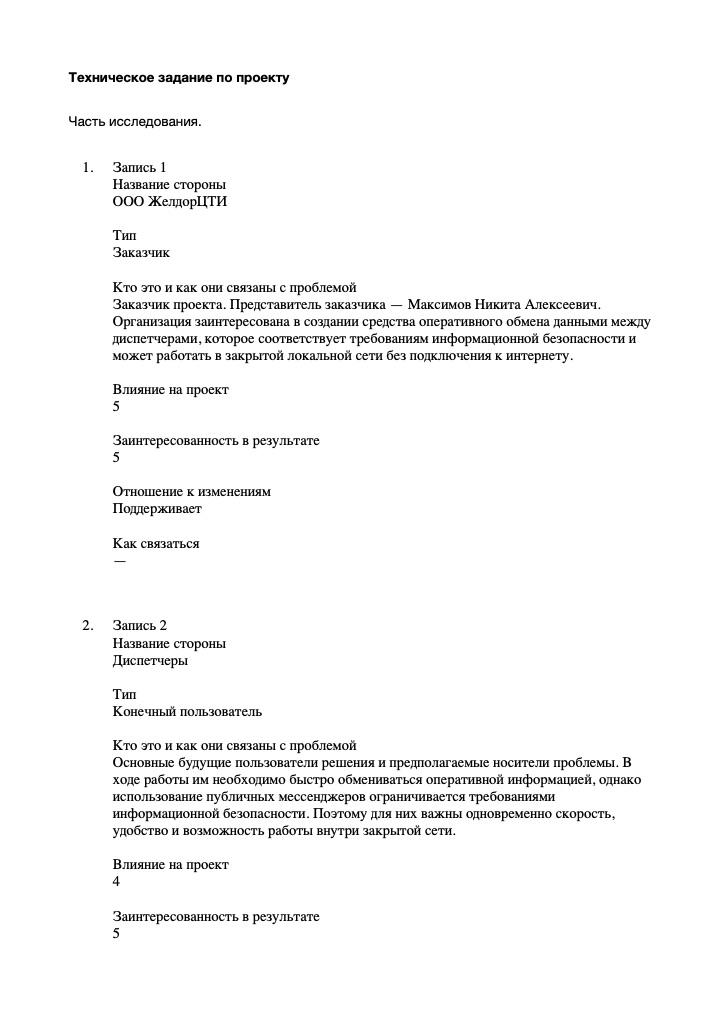 Техническое задание по проекту
Часть исследования.
1. Запись 1
Название стороны
ООО ЖелдорЦТИ
Тип
Заказчик
Кто это и как они связаны с проблемой
Заказчик проекта. Представитель заказчика — Максимов Никита Алексеевич.
Организация заинтересована в создании средства оперативного обмена данными между
диспетчерами, которое соответствует требованиям информационной безопасности и
может работать в закрытой локальной сети без подключения к интернету.
Влияние на проект
5
Заинтересованность в результате
5
Отношение к изменениям
Поддерживает
Как связаться
—
2. Запись 2
Название стороны
Диспетчеры
Тип
Конечный пользователь
Кто это и как они связаны с проблемой
Основные будущие пользователи решения и предполагаемые носители проблемы. В
ходе работы им необходимо быстро обмениваться оперативной информацией, однако
использование публичных мессенджеров ограничивается требованиями
информационной безопасности. Поэтому для них важны одновременно скорость,
удобство и возможность работы внутри закрытой сети.
Влияние на проект
4
Заинтересованность в результате
5